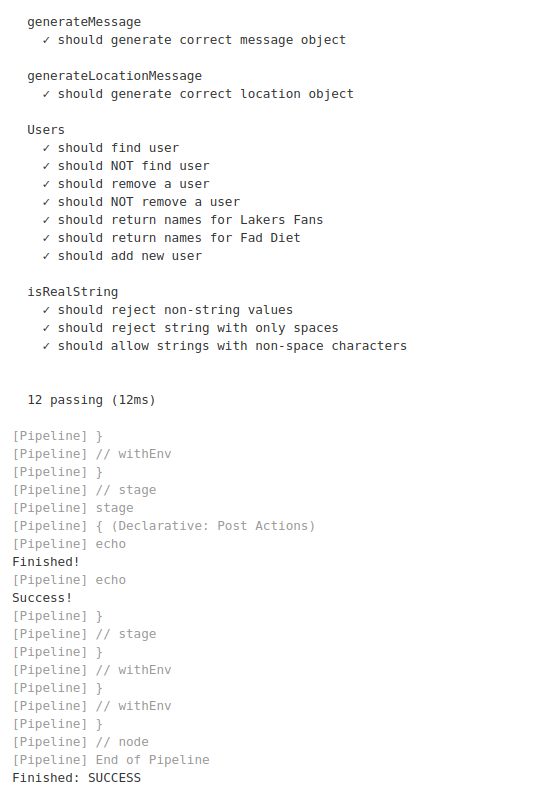 generateMessage
✓ should generate correct message object
generateLocationMessage
✓ should generate correct location object
Users
✓ should find user
✓ should NOT find user
✓ should remove a user
✓ should NOT remove a user
✓ should return names for Lakers Fans
✓ should return names for Fad Diet
✓ should add new user
isRealString
✓ should reject non-string values
✓ should reject string with only spaces
✓ should allow strings with non-space characters
12 passing (12ms)
[Pipeline] }
[Pipeline] // withEnv
[Pipeline] }
[Pipeline] // stage
[Pipeline] stage
[Pipeline] { (Declarative: Post Actions)
[Pipeline] echo
Finished!
[Pipeline] echo
Success!
[Pipeline] }
[Pipeline] // stage
[Pipeline] }
[Pipeline] // withEnv
[Pipeline] }
[Pipeline] // withEnv
[Pipeline] }
[Pipeline] // node
[Pipeline] End of Pipeline
Finished: SUCCESS